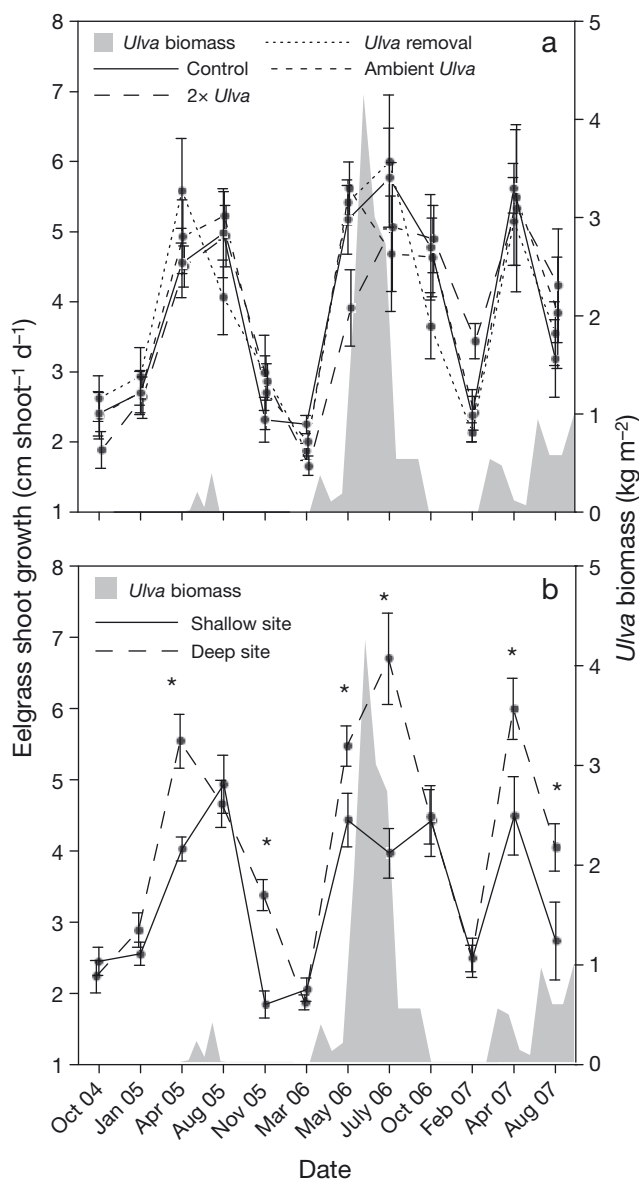 8
7
6
5
4
3
2
1
5
4
3
2
1
0
Ulva biomass
Ulva removal
a
Control
Ambient Ulva
2× Ulva
Eelgrass shoot growth (cm shoot–1 d–1)
Ulva biomass (kg m–2)
8
7
6
5
4
3
2
1
5
4
3
2
1
0
Ulva biomass
b
Shallow site
Deep site
*
*
*
*
*
*
Oct 04
Jan 05
Apr 05
Aug 05
Nov 05
Mar 06
May 06
July 06
Oct 06
Feb 07
Apr 07
Aug 07
Date